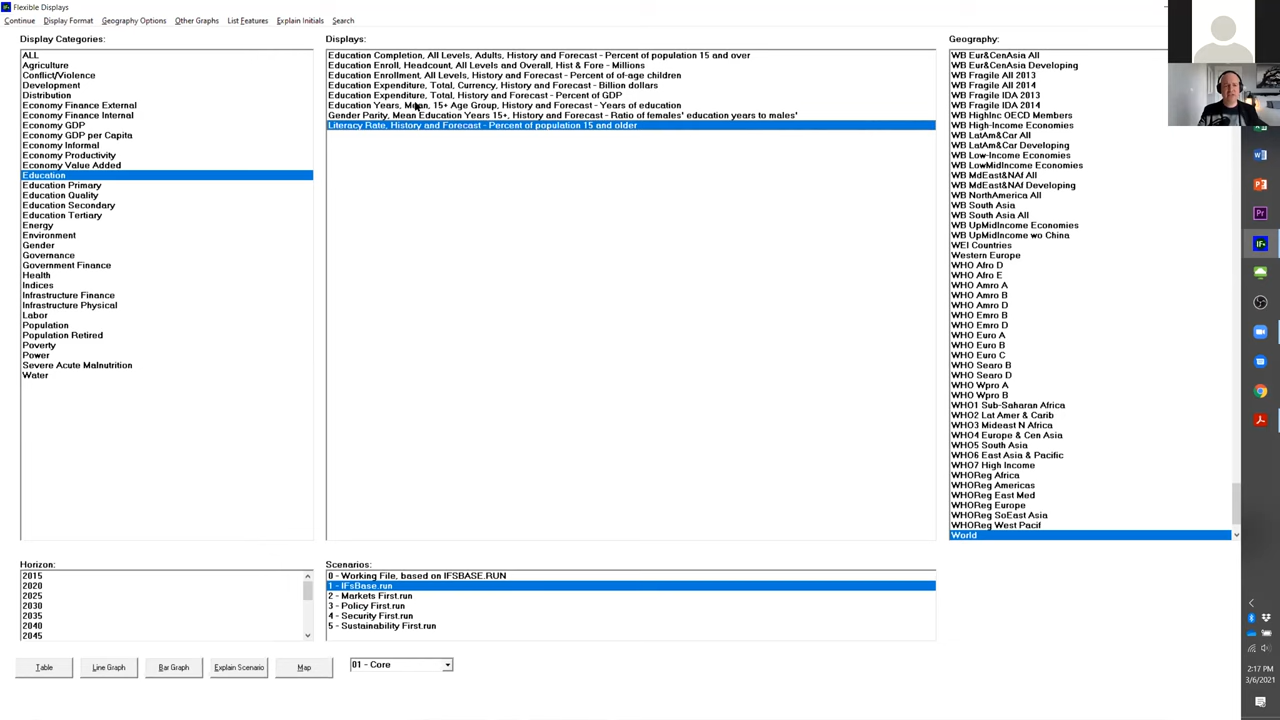 Flexible Displays
Continue Display Format Geography Options Other Graphs List Features Explain Initials Search
Display Categories:
ALL
Agriculture
Conflict/Violence
Development
Distribution
Economy Finance External
Economy Finance Internal
Economy GDP
Economy GDP per Capita
Economy Informal
Economy Productivity
Economy Value Added
Education
Education Primary
Education Quality
Education Secondary
Education Tertiary
Energy
Environment
Gender
Governance
Government Finance
Health
Indices
Infrastructure Finance
Infrastructure Physical
Labor
Population
Population Retired
Poverty
Power
Severe Acute Malnutrition
Water
Displays:
Education Completion, All Levels, Adults, History and Forecast - Percent of population 15 and over
Education Enroll, Headcount, All Levels and Overall, Hist & Fore - Millions
Education Enrollment, All Levels, History and Forecast - Percent of of-age children
Education Expenditure, Total, Currency, History and Forecast - Billion dollars
Education Expenditure, Total, History and Forecast - Percent of GDP
Education Years, Mean, 15+ Age Group, History and Forecast - Years of education
Gender Parity, Mean Education Years 15+, History and Forecast - Ratio of females' education years to males'
Literacy Rate, History and Forecast - Percent of population 15 and older
Geography:
WB Eur&CenAsia All
WB Eur&CenAsia Developing
WB Fragile All 2013
WB Fragile All 2014
WB Fragile IDA 2013
WB Fragile IDA 2014
WB HighInc OECD Members
WB High-Income Economies
WB LatAm&Car All
WB LatAm&Car Developing
WB Low-Income Economies
WB LowMidIncome Economies
WB MdEast&NAf All
WB MdEast&NAf Developing
WB NorthAmerica All
WB South Asia
WB South Asia All
WB UpMidIncome Economies
WB UpMidIncome wo China
WEI Countries
Western Europe
WHO Afro D
WHO Afro E
WHO Amro A
WHO Amro B
WHO Amro D
WHO Emro B
WHO Emro D
WHO Euro A
WHO Euro B
WHO Euro C
WHO Searo B
WHO Searo D
WHO Wpro A
WHO Wpro B
WHO1 Sub-Saharan Africa
WHO2 Lat Amer & Carib
WHO3 Mideast N Africa
WHO4 Europe & Cen Asia
WHO5 South Asia
WHO6 East Asia & Pacific
WHO7 High Income
WHOReg Africa
WHOReg Americas
WHOReg East Med
WHOReg Europe
WHOReg SoEast Asia
WHOReg West Pacif
World
Horizon:
2015
2020
2025
2030
2035
2040
2045
Scenarios:
0 - Working File, based on IFSBASE.RUN
1 - IFsBase.run
2 - Markets First.run
3 - Policy First.run
4 - Security First.run
5 - Sustainability First.run
Table Line Graph Bar Graph Explain Scenario Map 01 - Core
Pr
IF
2:17 PM
3/6/2021